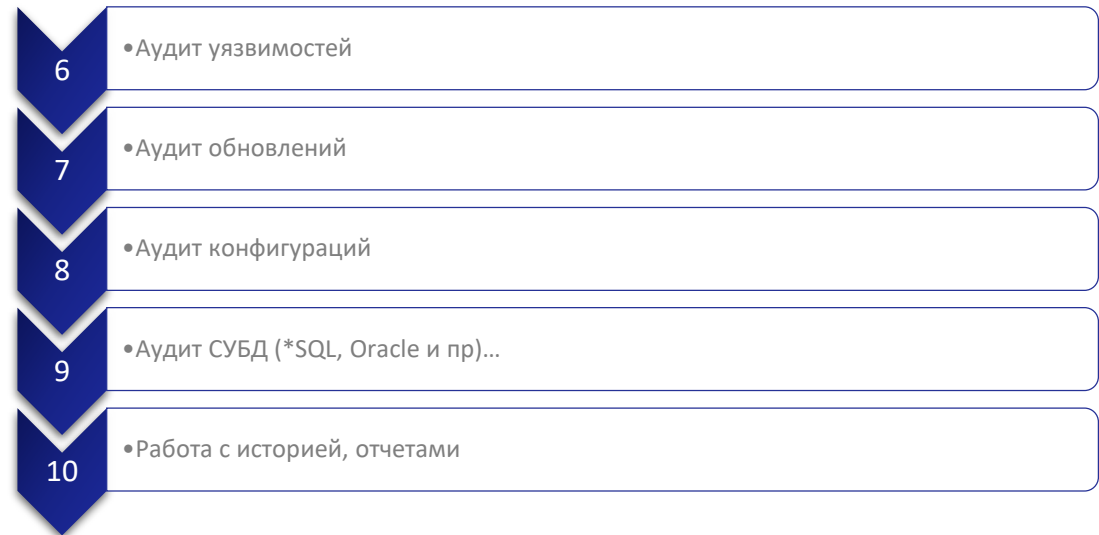 6
•Аудит уязвимостей
7
•Аудит обновлений
8
•Аудит конфигураций
9
•Аудит СУБД (*SQL, Oracle и пр)…
10
•Работа с историей, отчетами